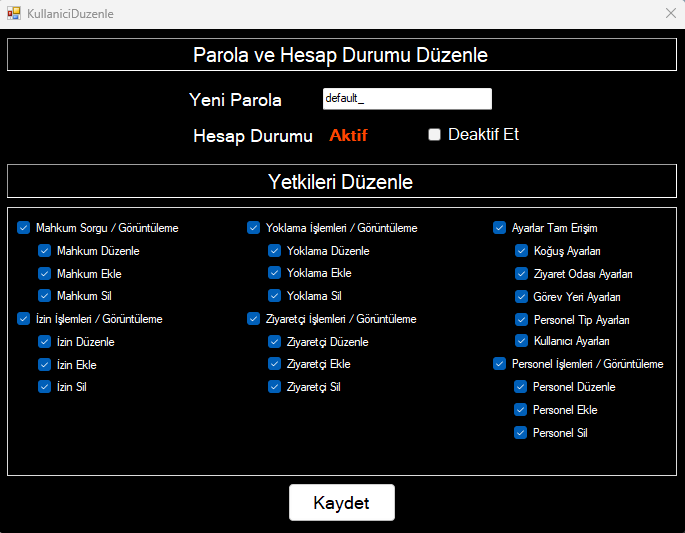 KullaniciDuzenle
Parola ve Hesap Durumu Düzenle
Yeni Parola default_
Hesap Durumu Aktif Deaktif Et
Yetkileri Düzenle
Mahkum Sorgu / Görüntüleme
Mahkum Düzenle
Mahkum Ekle
Mahkum Sil
İzin İşlemleri / Görüntüleme
İzin Düzenle
İzin Ekle
İzin Sil
Yoklama İşlemleri / Görüntüleme
Yoklama Düzenle
Yoklama Ekle
Yoklama Sil
Ziyaretçi İşlemleri / Görüntüleme
Ziyaretçi Düzenle
Ziyaretçi Ekle
Ziyaretçi Sil
Ayarlar Tam Erişim
Koğuş Ayarları
Ziyaret Odası Ayarları
Görev Yeri Ayarları
Personel Tip Ayarları
Kullanıcı Ayarları
Personel İşlemleri / Görüntüleme
Personel Düzenle
Personel Ekle
Personel Sil
Kaydet